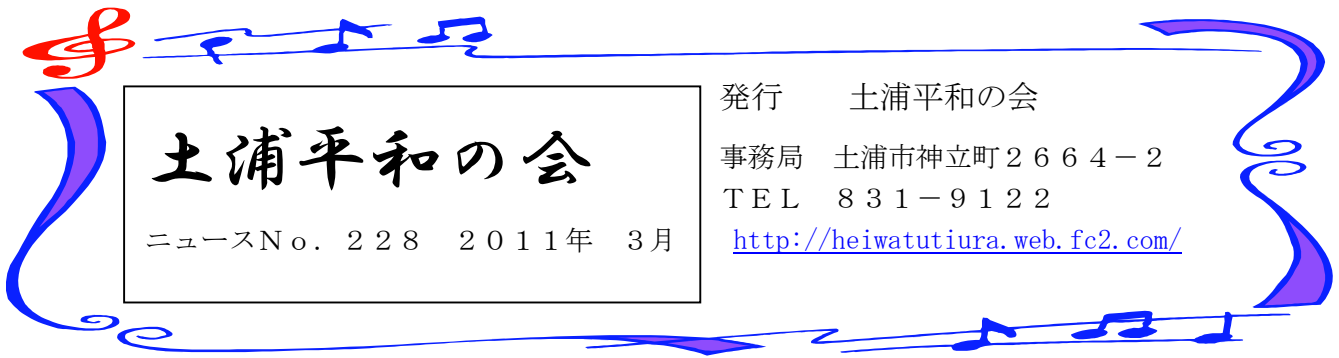 土浦平和の会
ニュースNo．228　2011年　3月
発行　　土浦平和の会
事務局　土浦市神立町2664－2
TEL　831－9122
http://heiwatutiura.web.fc2.com/